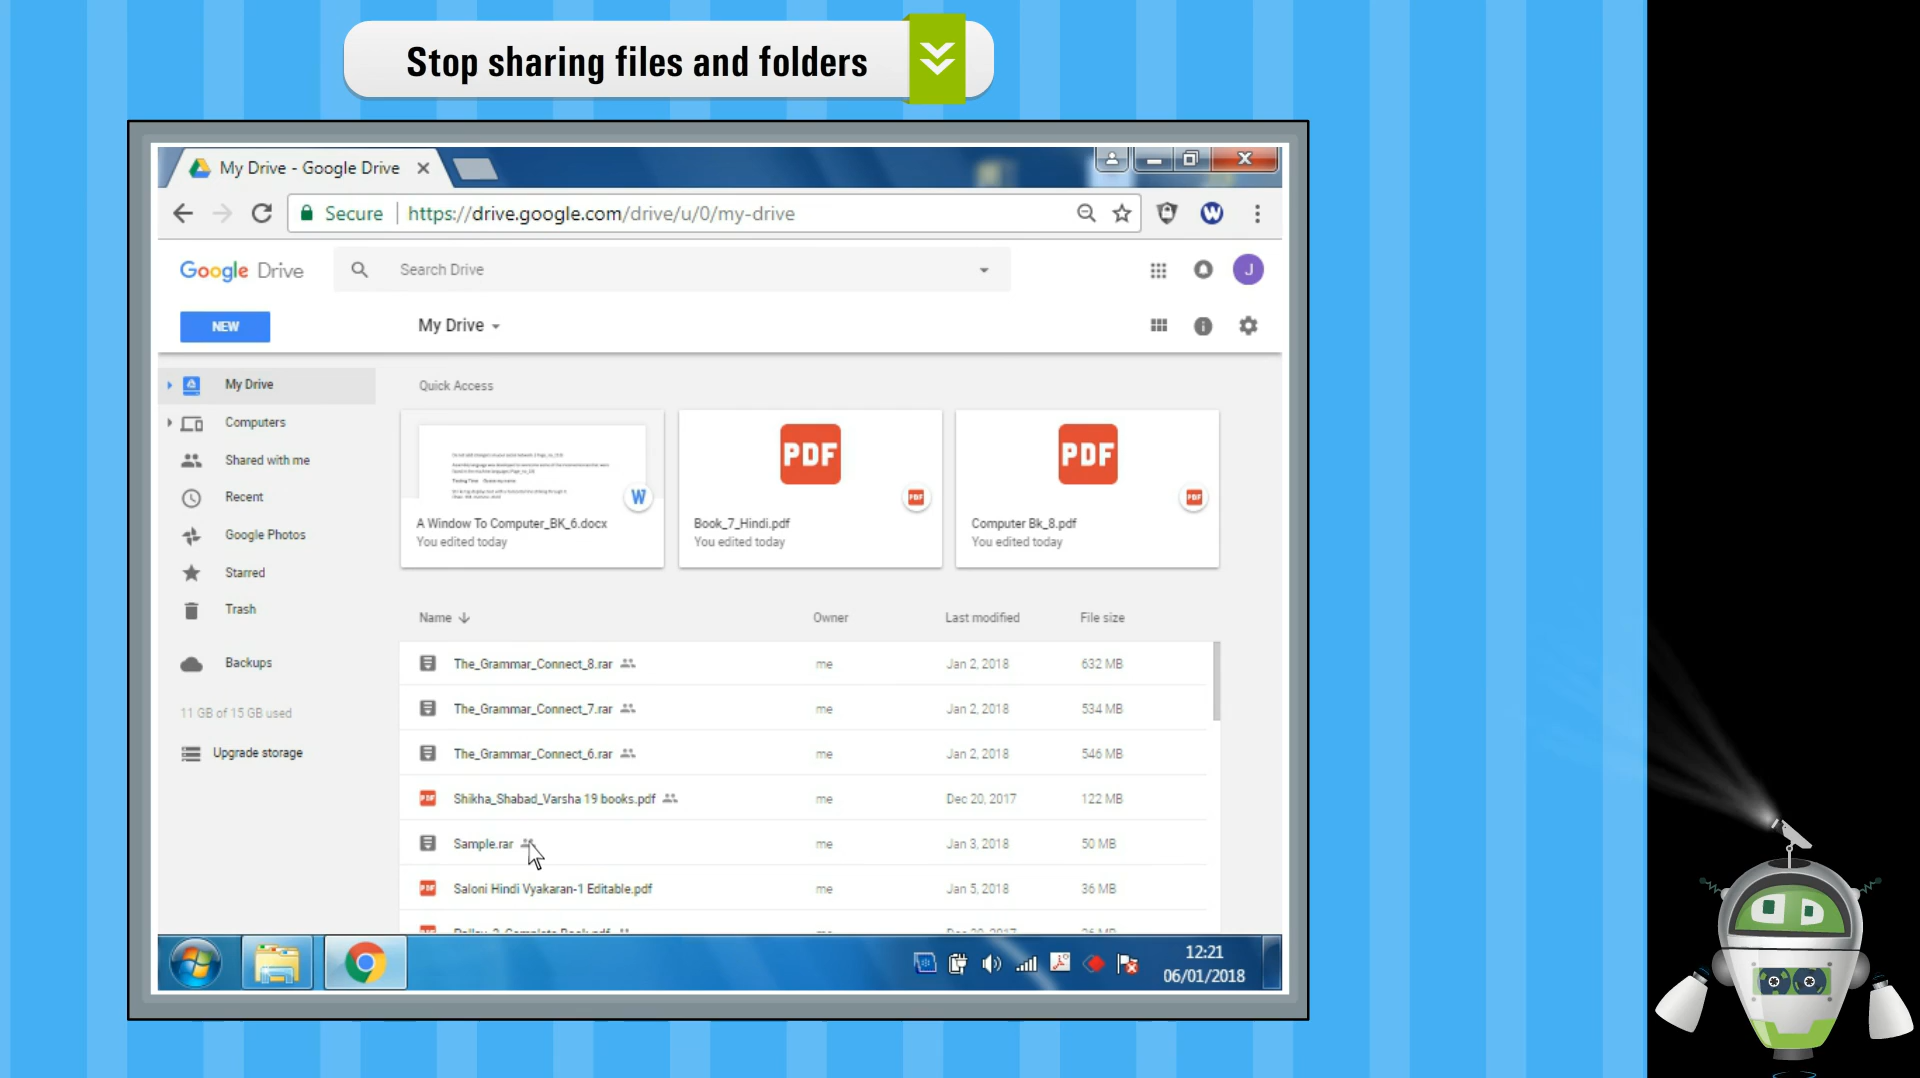 Stop sharing files and folders
My Drive - Google Drive
Secure https://drive.google.com/drive/u/0/my-drive
Google Drive Search Drive J
NEW My Drive
My Drive
Computers
Shared with me
Recent
Google Photos
Starred
Trash
Backups
11 GB of 15 GB used
Upgrade storage
Quick Access
PDF PDF
W PDF PDF
A Window To Computer_BK_6.docx Book_7_Hindi.pdf Computer Bk_8.pdf
You edited today You edited today You edited today
Name Owner Last modified File size
The_Grammar_Connect_8.rar me Jan 2, 2018 632 MB
The_Grammar_Connect_7.rar me Jan 2, 2018 534 MB
The_Grammar_Connect_6.rar me Jan 2, 2018 546 MB
PDF Shikha_Shabad_Varsha 19 books.pdf me Dec 20, 2017 122 MB
Sample.rar me Jan 3, 2018 50 MB
PDF Saloni Hindi Vyakaran-1 Editable.pdf me Jan 5, 2018 36 MB
12:21
06/01/2018